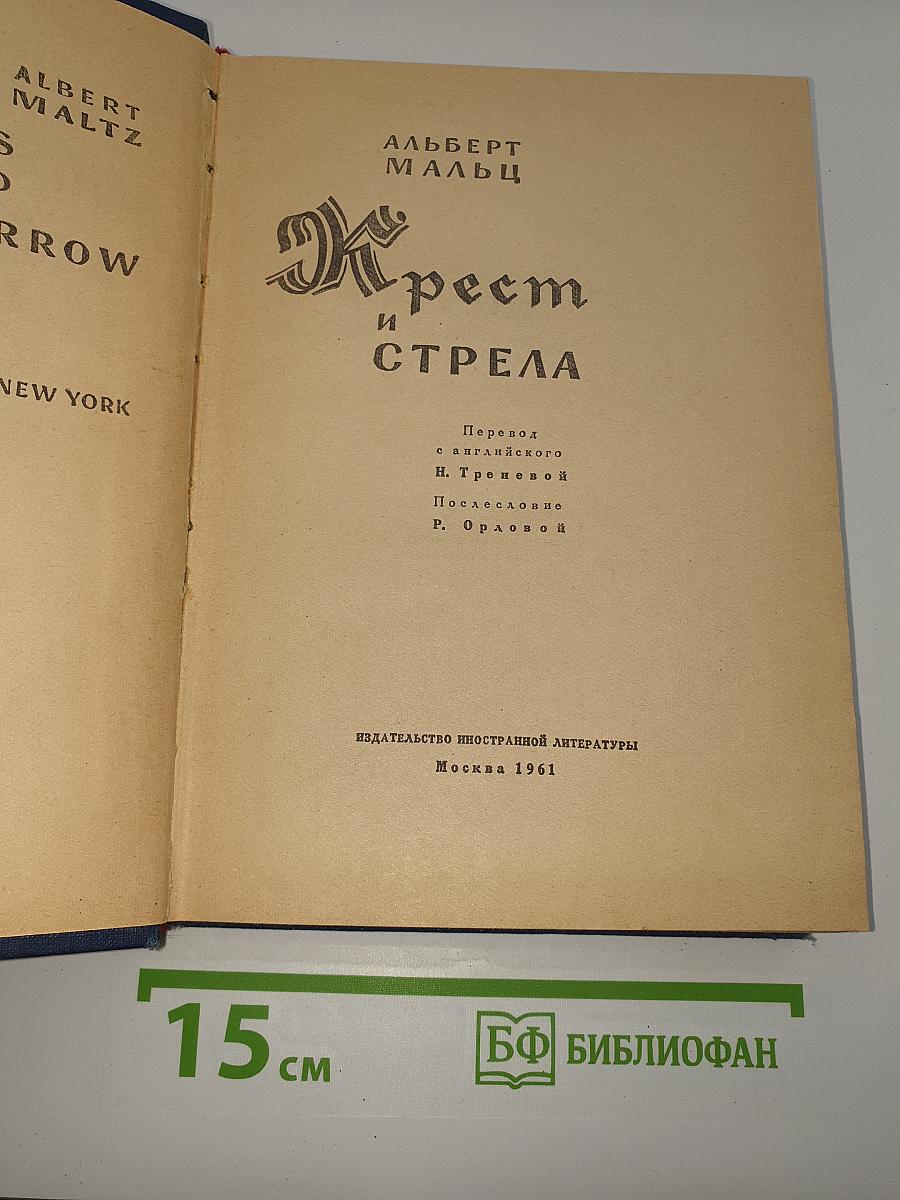 ALBERT
MALTZ
RROW
NEW YORK
АЛЬБЕРТ
МАЛЬЦ
Крест
и
СТРЕЛА
Перевод
с английского
Н. Треневой
Послесловие
Р. Орловой
ИЗДАТЕЛЬСТВО ИНОСТРАННОЙ ЛИТЕРАТУРЫ
Москва 1961
15 см
БФ БИБЛИОФАН